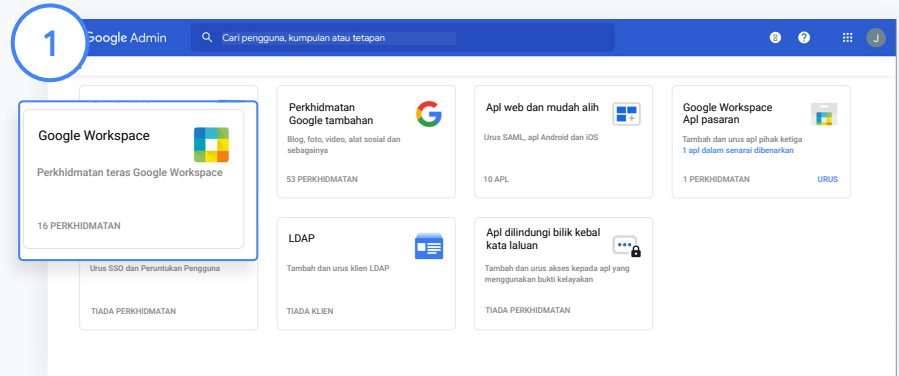 1
Google Admin
Cari pengguna, kumpulan atau tetapan
J
Google Workspace
Perkhidmatan teras Google Workspace
16 PERKHIDMATAN
Perkhidmatan
Google tambahan
Blog, foto, video, alat sosial dan
sebagainya
53 PERKHIDMATAN
Apl web dan mudah alih
Urus SAML, apl Android dan iOS
10 APL
Google Workspace
Apl pasaran
Tambah dan urus apl pihak ketiga
1 apl dalam senarai dibenarkan
1 PERKHIDMATAN URUS
Urus SSO dan Peruntukan Pengguna
TIADA PERKHIDMATAN
LDAP
Tambah dan urus klien LDAP
TIADA KLIEN
Apl dilindungi bilik kebal
kata laluan
Tambah dan urus akses kepada apl yang
menggunakan bukti kelayakan
TIADA PERKHIDMATAN